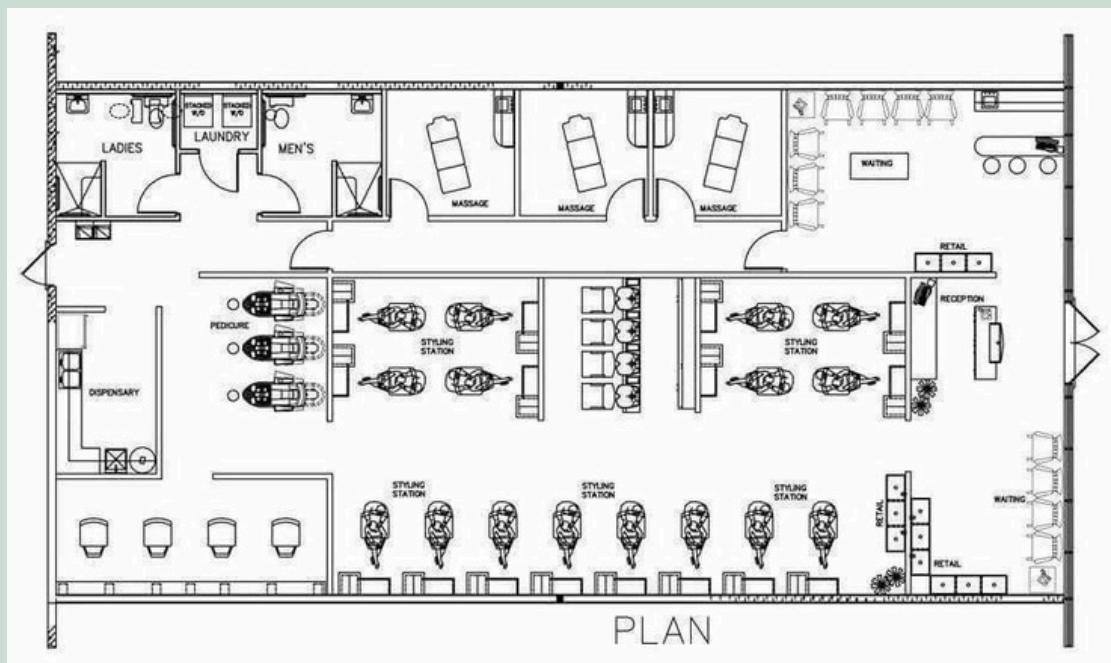 LADIES
STACKED
W/D
STACKED
W/D
LAUNDRY
MEN'S
MASSAGE
MASSAGE
MASSAGE
WAITING
RETAIL
RECEPTION
PEDICURE
STYLING
STATION
STYLING
STATION
DISPENSARY
STYLING
STATION
STYLING
STATION
STYLING
STATION
RETAIL
WAITING
RETAIL
PLAN